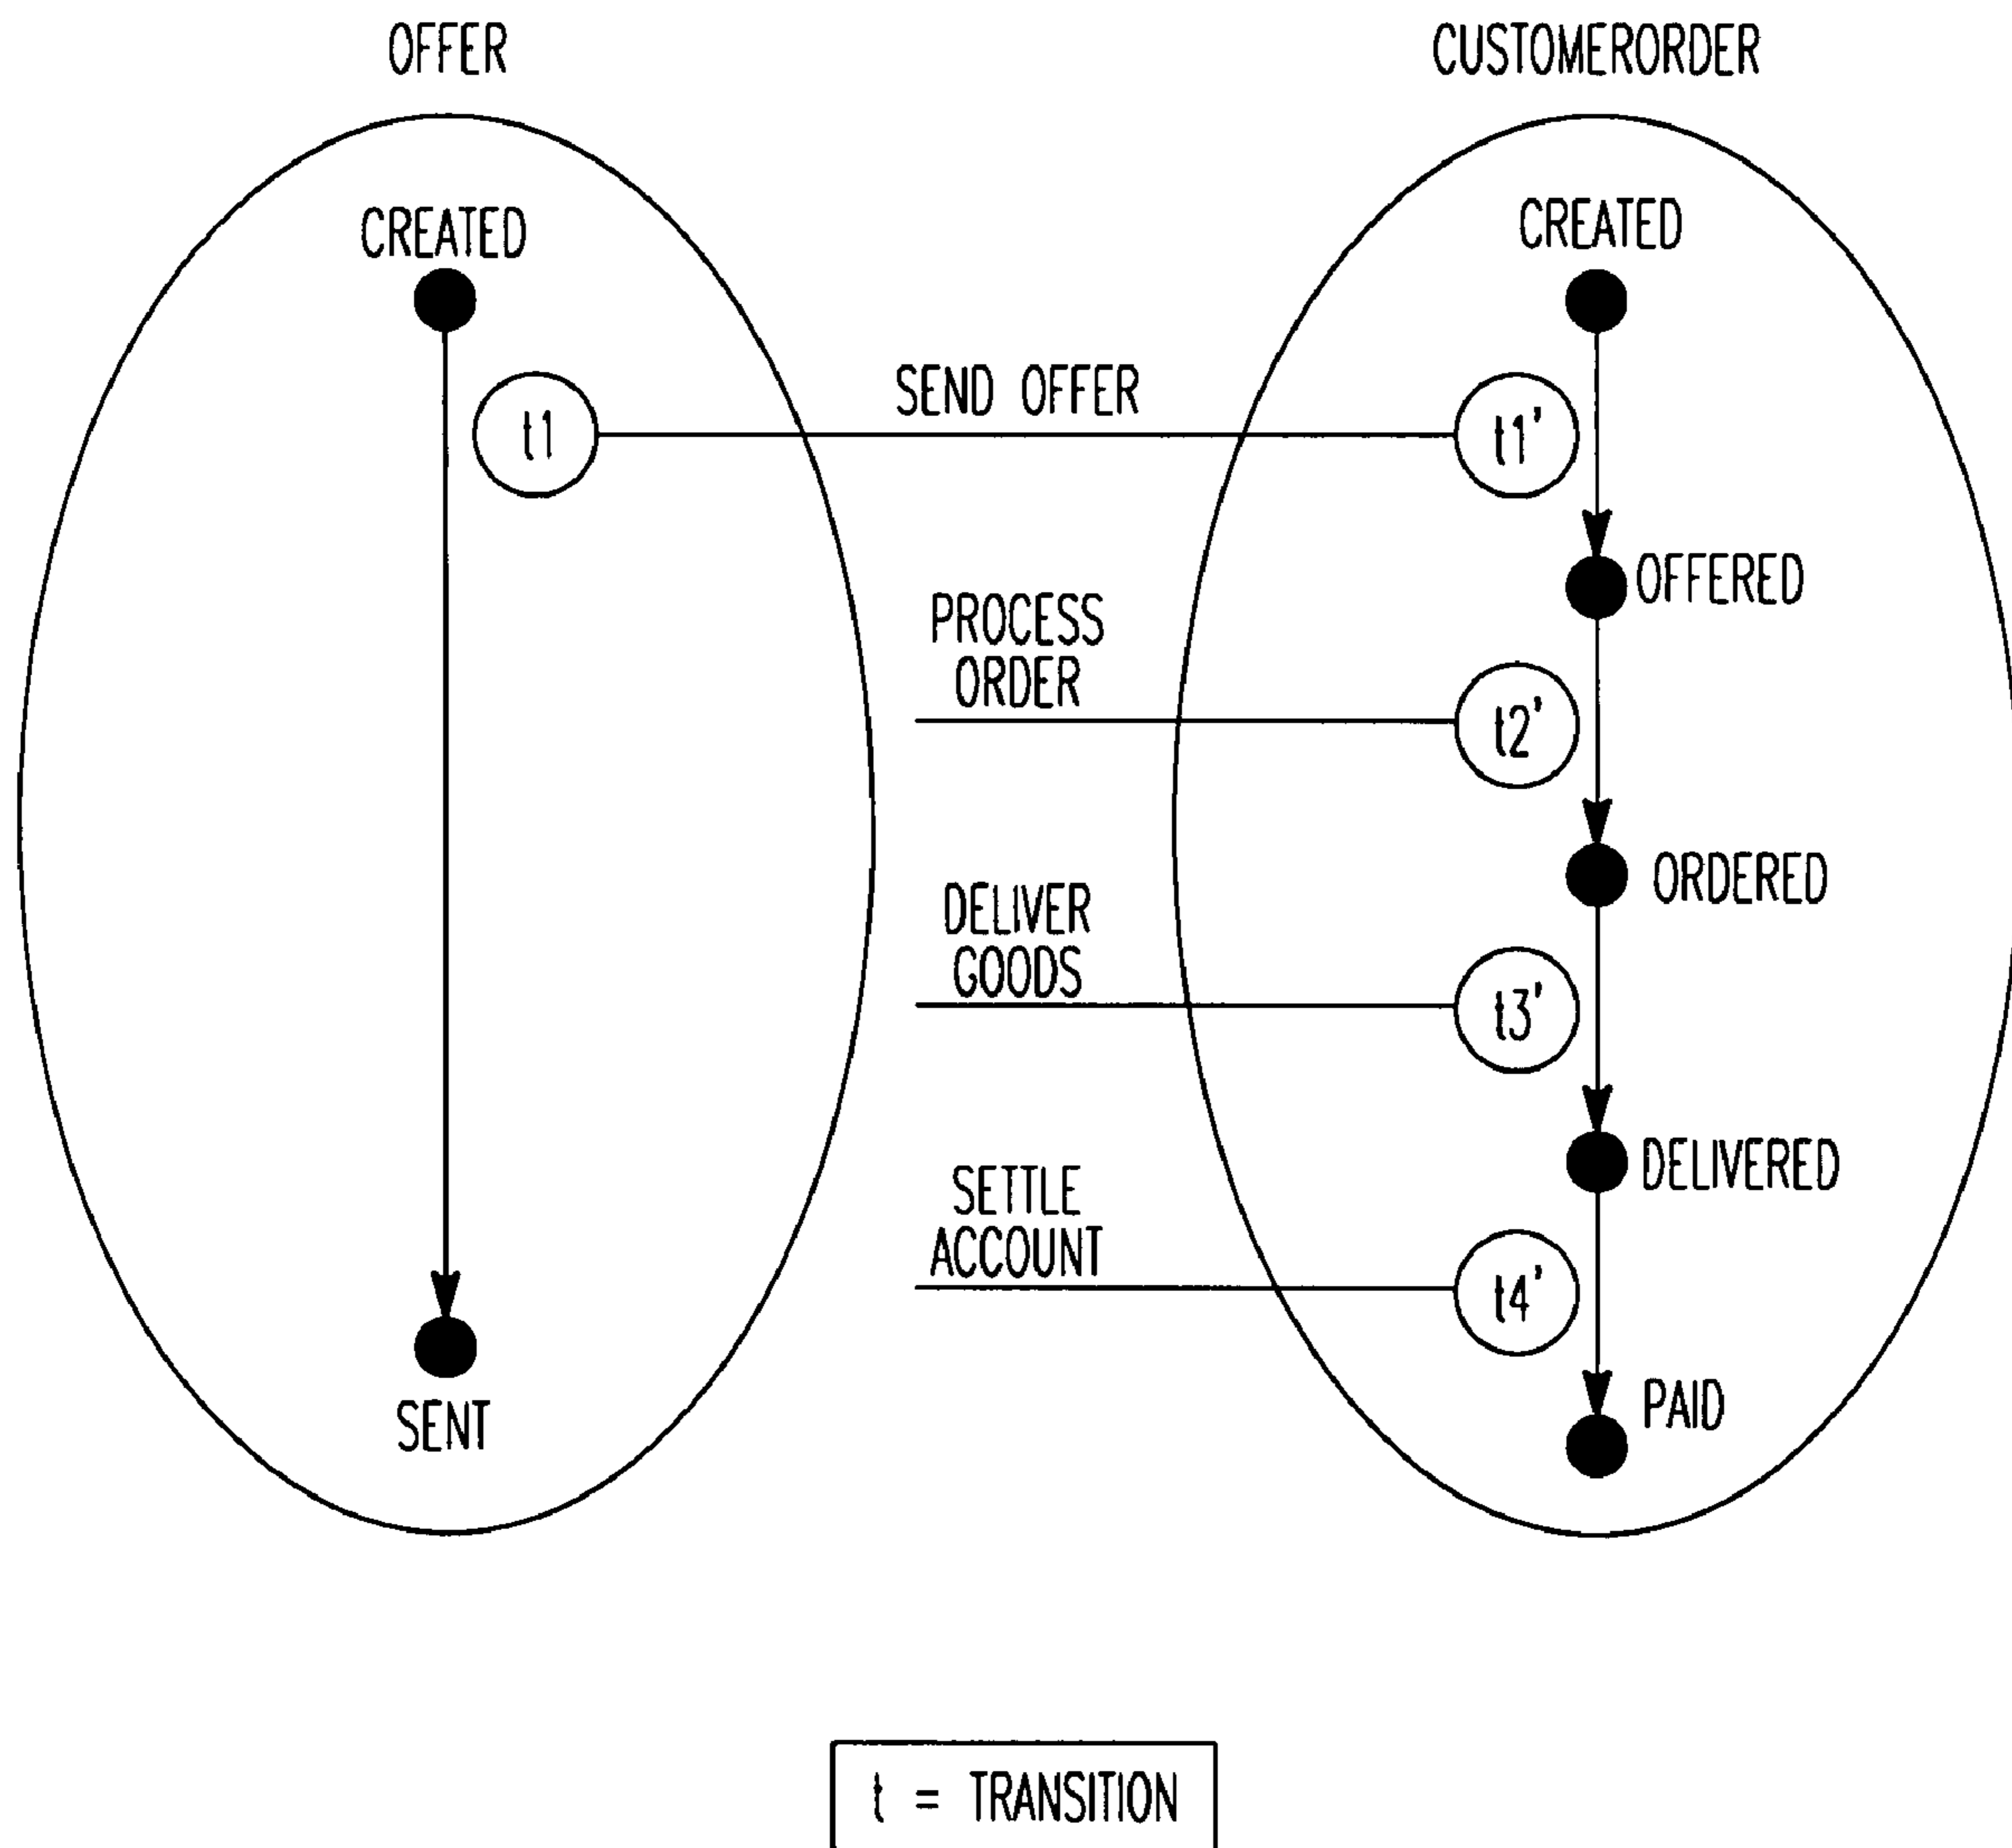 OFFER
CUSTOMERORDER
CREATED
CREATED
SEND OFFER
t1
t1'
OFFERED
PROCESS
ORDER
t2'
ORDERED
DELIVER
GOODS
t3'
DELIVERED
SETTLE
ACCOUNT
t4'
PAID
SENT
t = TRANSITION